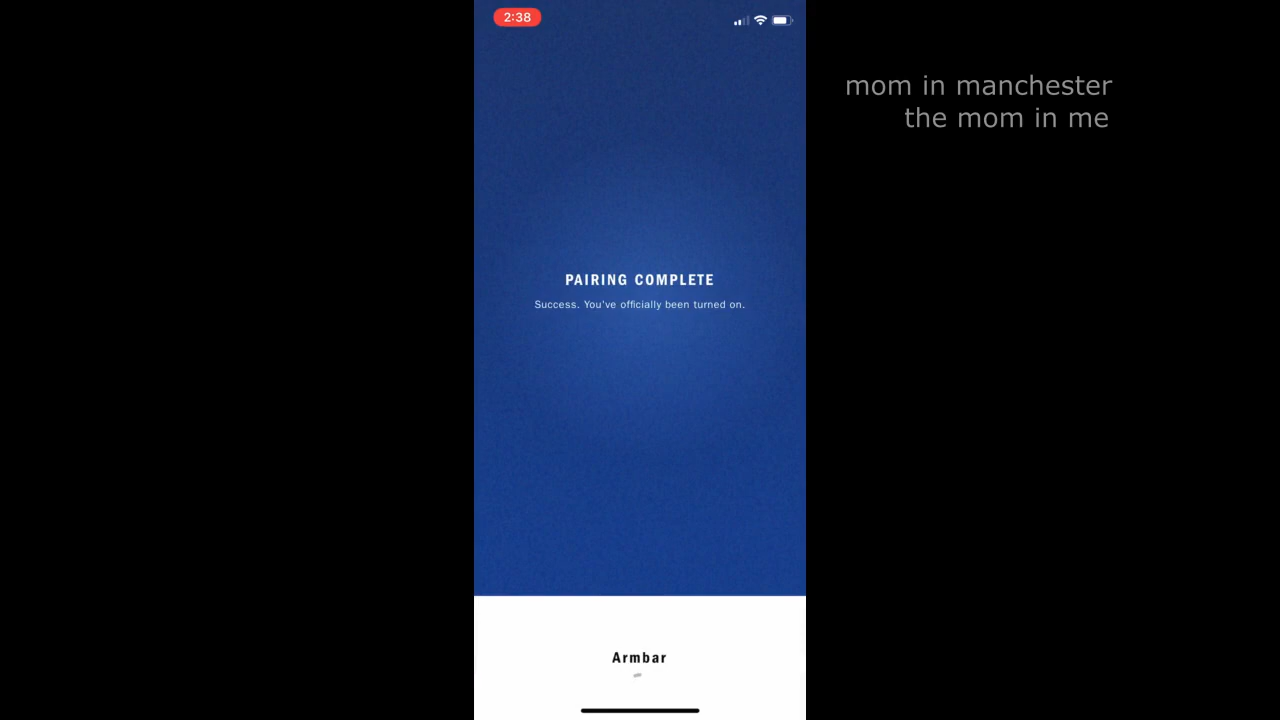 2:38
mom in manchester
the mom in me
PAIRING COMPLETE
Success. You've officially been turned on.
Armbar